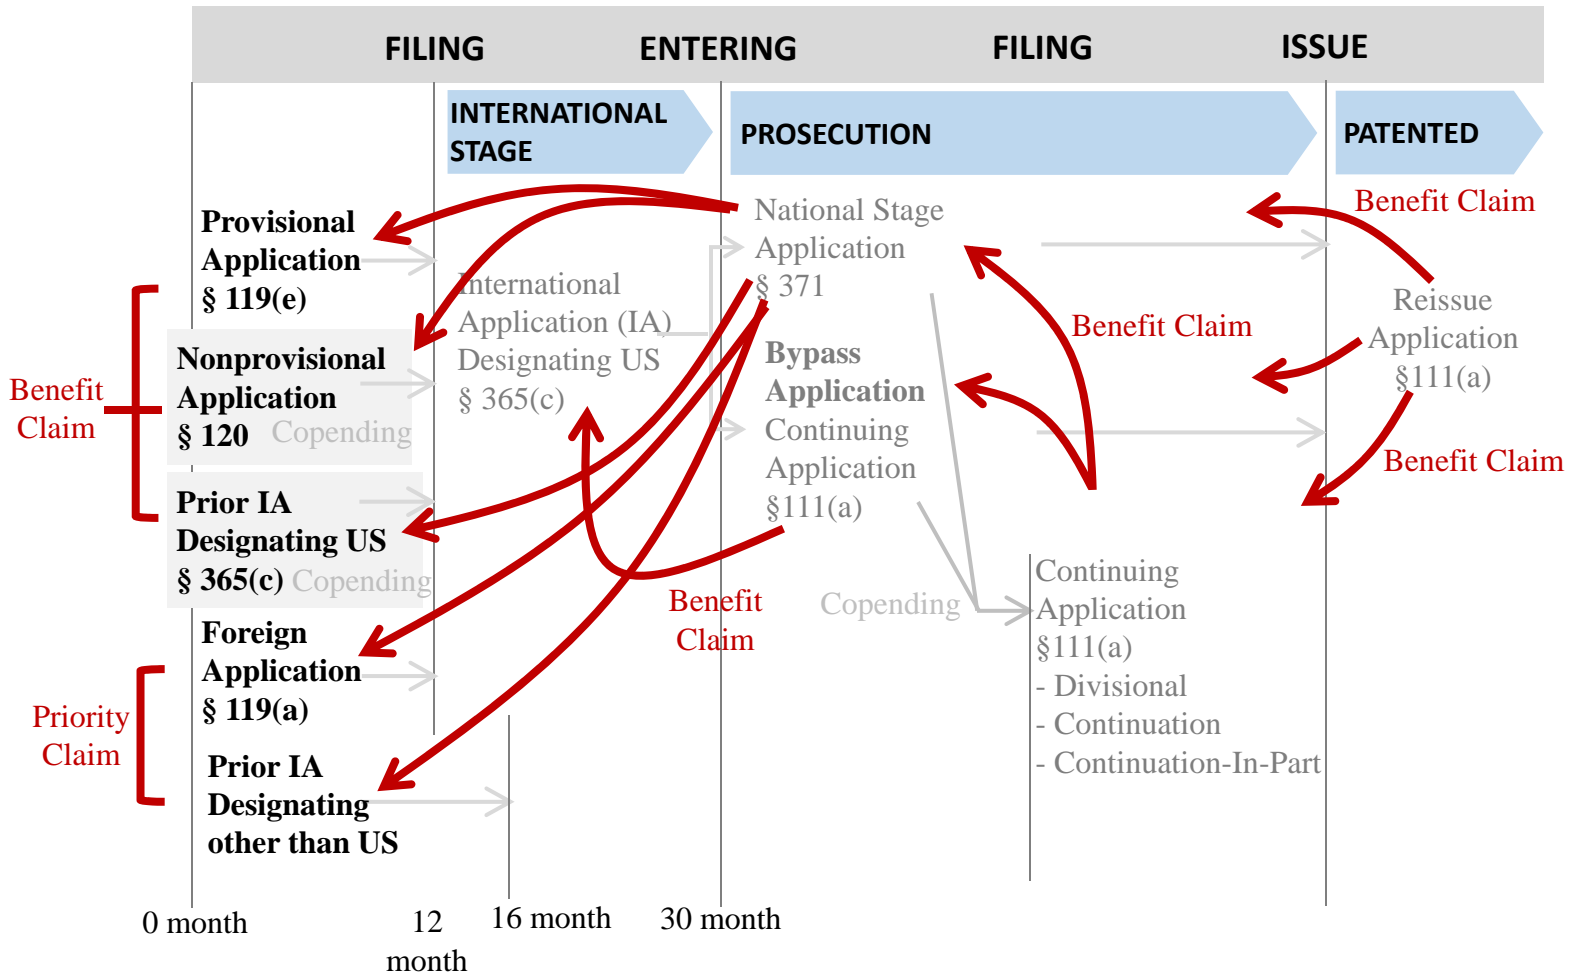 FILING
ENTERING
FILING
ISSUE
INTERNATIONAL
STAGE
PROSECUTION
PATENTED
Provisional
Application
§ 119(e)
Nonprovisional
Application
§ 120
Copending
Prior IA
Designating US
§ 365(c)
Copending
Foreign
Application
§ 119(a)
Prior IA
Designating
other than US
Benefit
Claim
Priority
Claim
International
Application (IA)
Designating US
§ 365(c)
National Stage
Application
§ 371
Bypass
Application
Continuing
Application
§111(a)
Benefit
Claim
Copending
Benefit Claim
Continuing
Application
§111(a)
- Divisional
- Continuation
- Continuation-In-Part
Benefit Claim
Reissue
Application
§111(a)
Benefit Claim
0 month
12
month
16 month
30 month